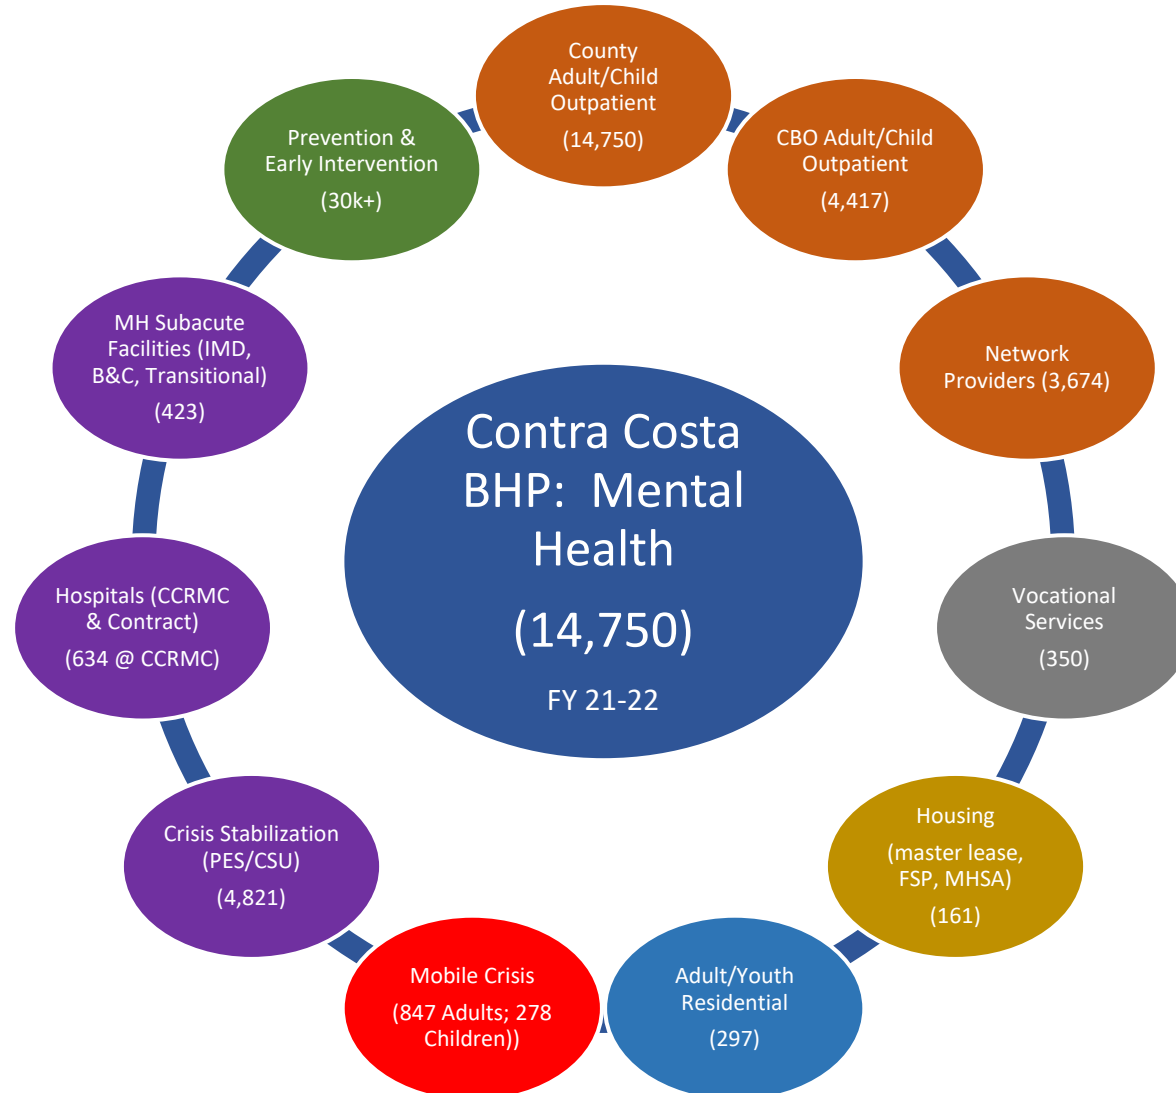 County
Adult/Child
Outpatient
(14,750)
CBO Adult/Child
Outpatient
(4,417)
Network
Providers (3,674)
Vocational
Services
(350)
Housing
(master lease,
FSP, MHSA)
(161)
Adult/Youth
Residential
(297)
Mobile Crisis
(847 Adults; 278
Children))
Crisis Stabilization
(PES/CSU)
(4,821)
Hospitals (CCRMC
& Contract)
(634 @ CCRMC)
MH Subacute
Facilities (IMD,
B&C, Transitional)
(423)
Prevention &
Early Intervention
(30k+)
Contra Costa
BHP: Mental
Health
(14,750)
FY 21-22